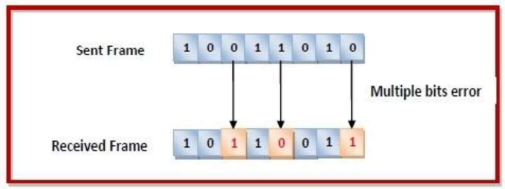 Sent Frame 1 0 0 1 1 0 1 0
Multiple bits error
Received Frame 1 0 1 1 0 0 1 1